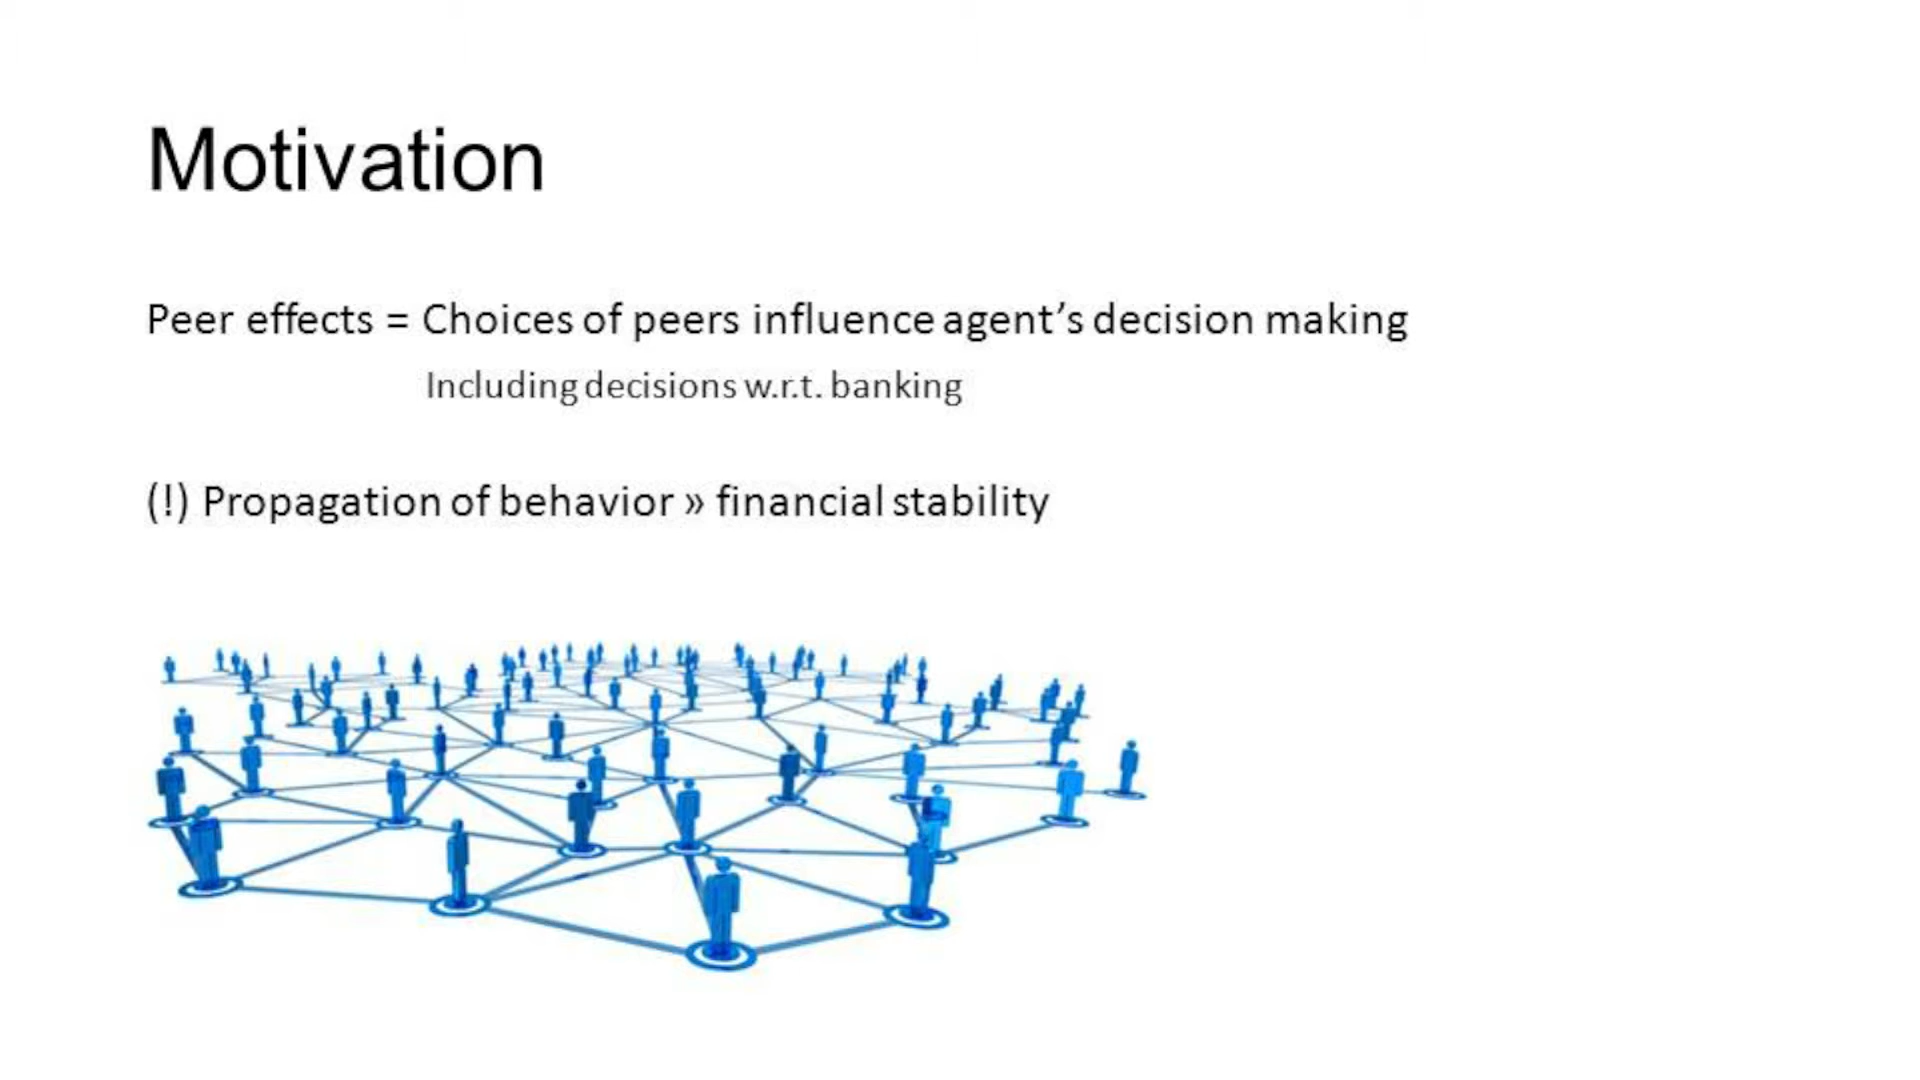 Motivation
Peer effects = Choices of peers influence agent’s decision making
Including decisions w.r.t. banking
(!) Propagation of behavior » financial stability